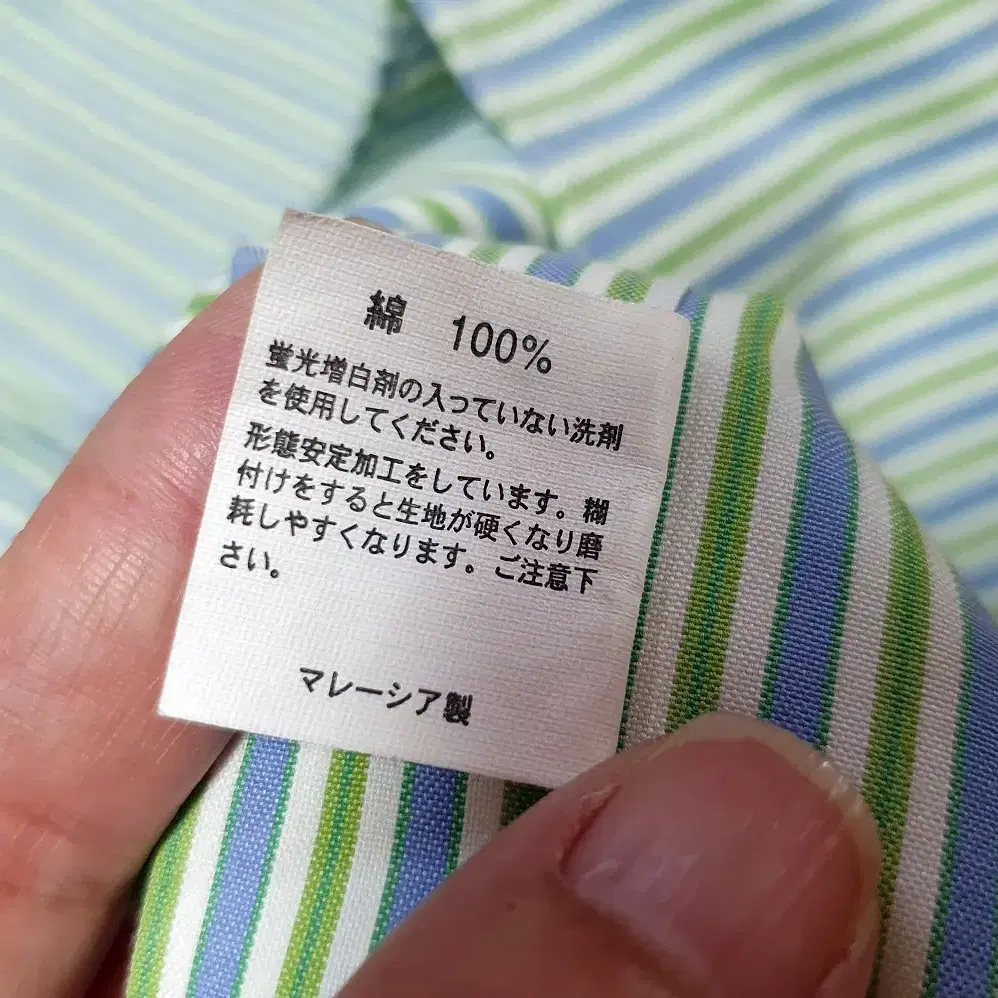 綿 100%
蛍光増白剤の入っていない洗剤
を使用してください。
形態安定加工をしています。糊
付けをすると生地が硬くなり磨
耗しやすくなります。ご注意下
さい。
マレーシア製